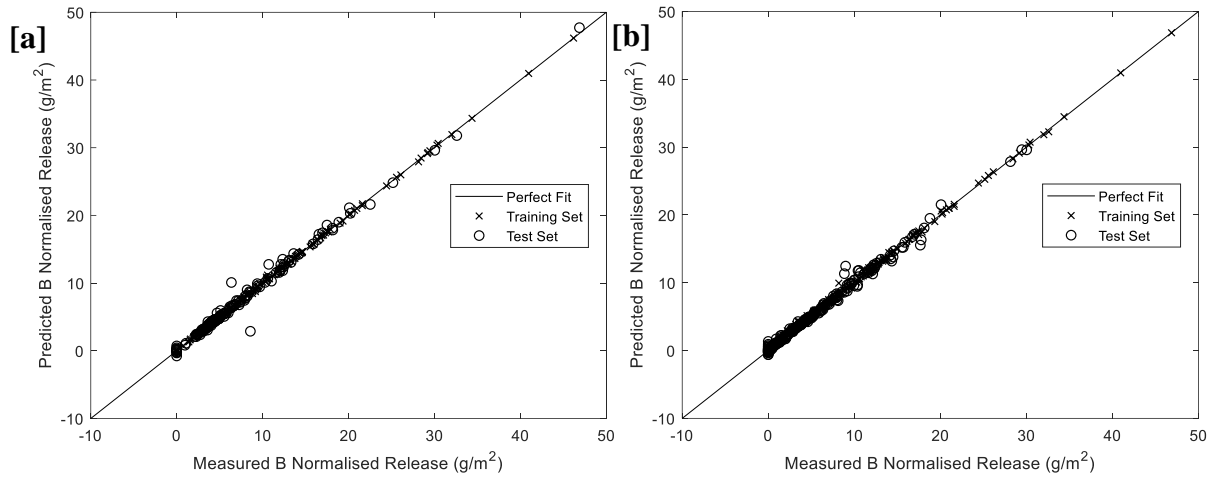 [a]
50
40
30
20
10
0
-10
-10 0 10 20 30 40 50
Predicted B Normalised Release (g/m²)
Measured B Normalised Release (g/m²)
Perfect Fit
Training Set
Test Set
[b]
50
40
30
20
10
0
-10
-10 0 10 20 30 40 50
Predicted B Normalised Release (g/m²)
Measured B Normalised Release (g/m²)
Perfect Fit
Training Set
Test Set